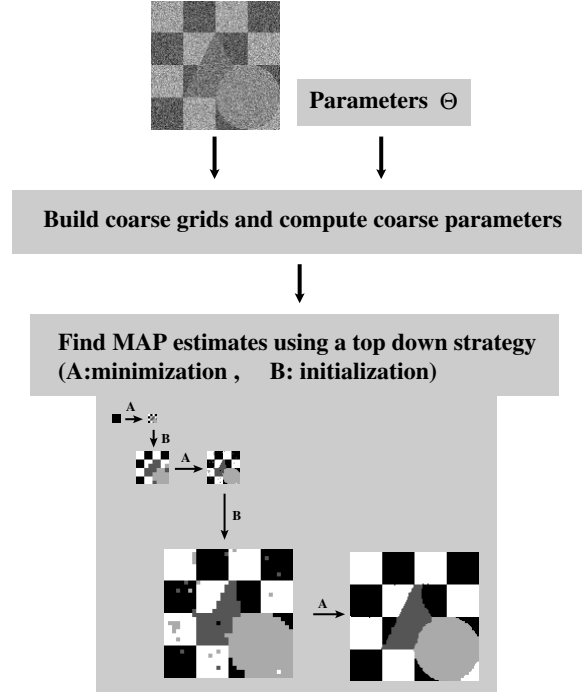 Parameters Θ
Build coarse grids and compute coarse parameters
Find MAP estimates using a top down strategy
(A:minimization , B: initialization)
A
B
A
B
A